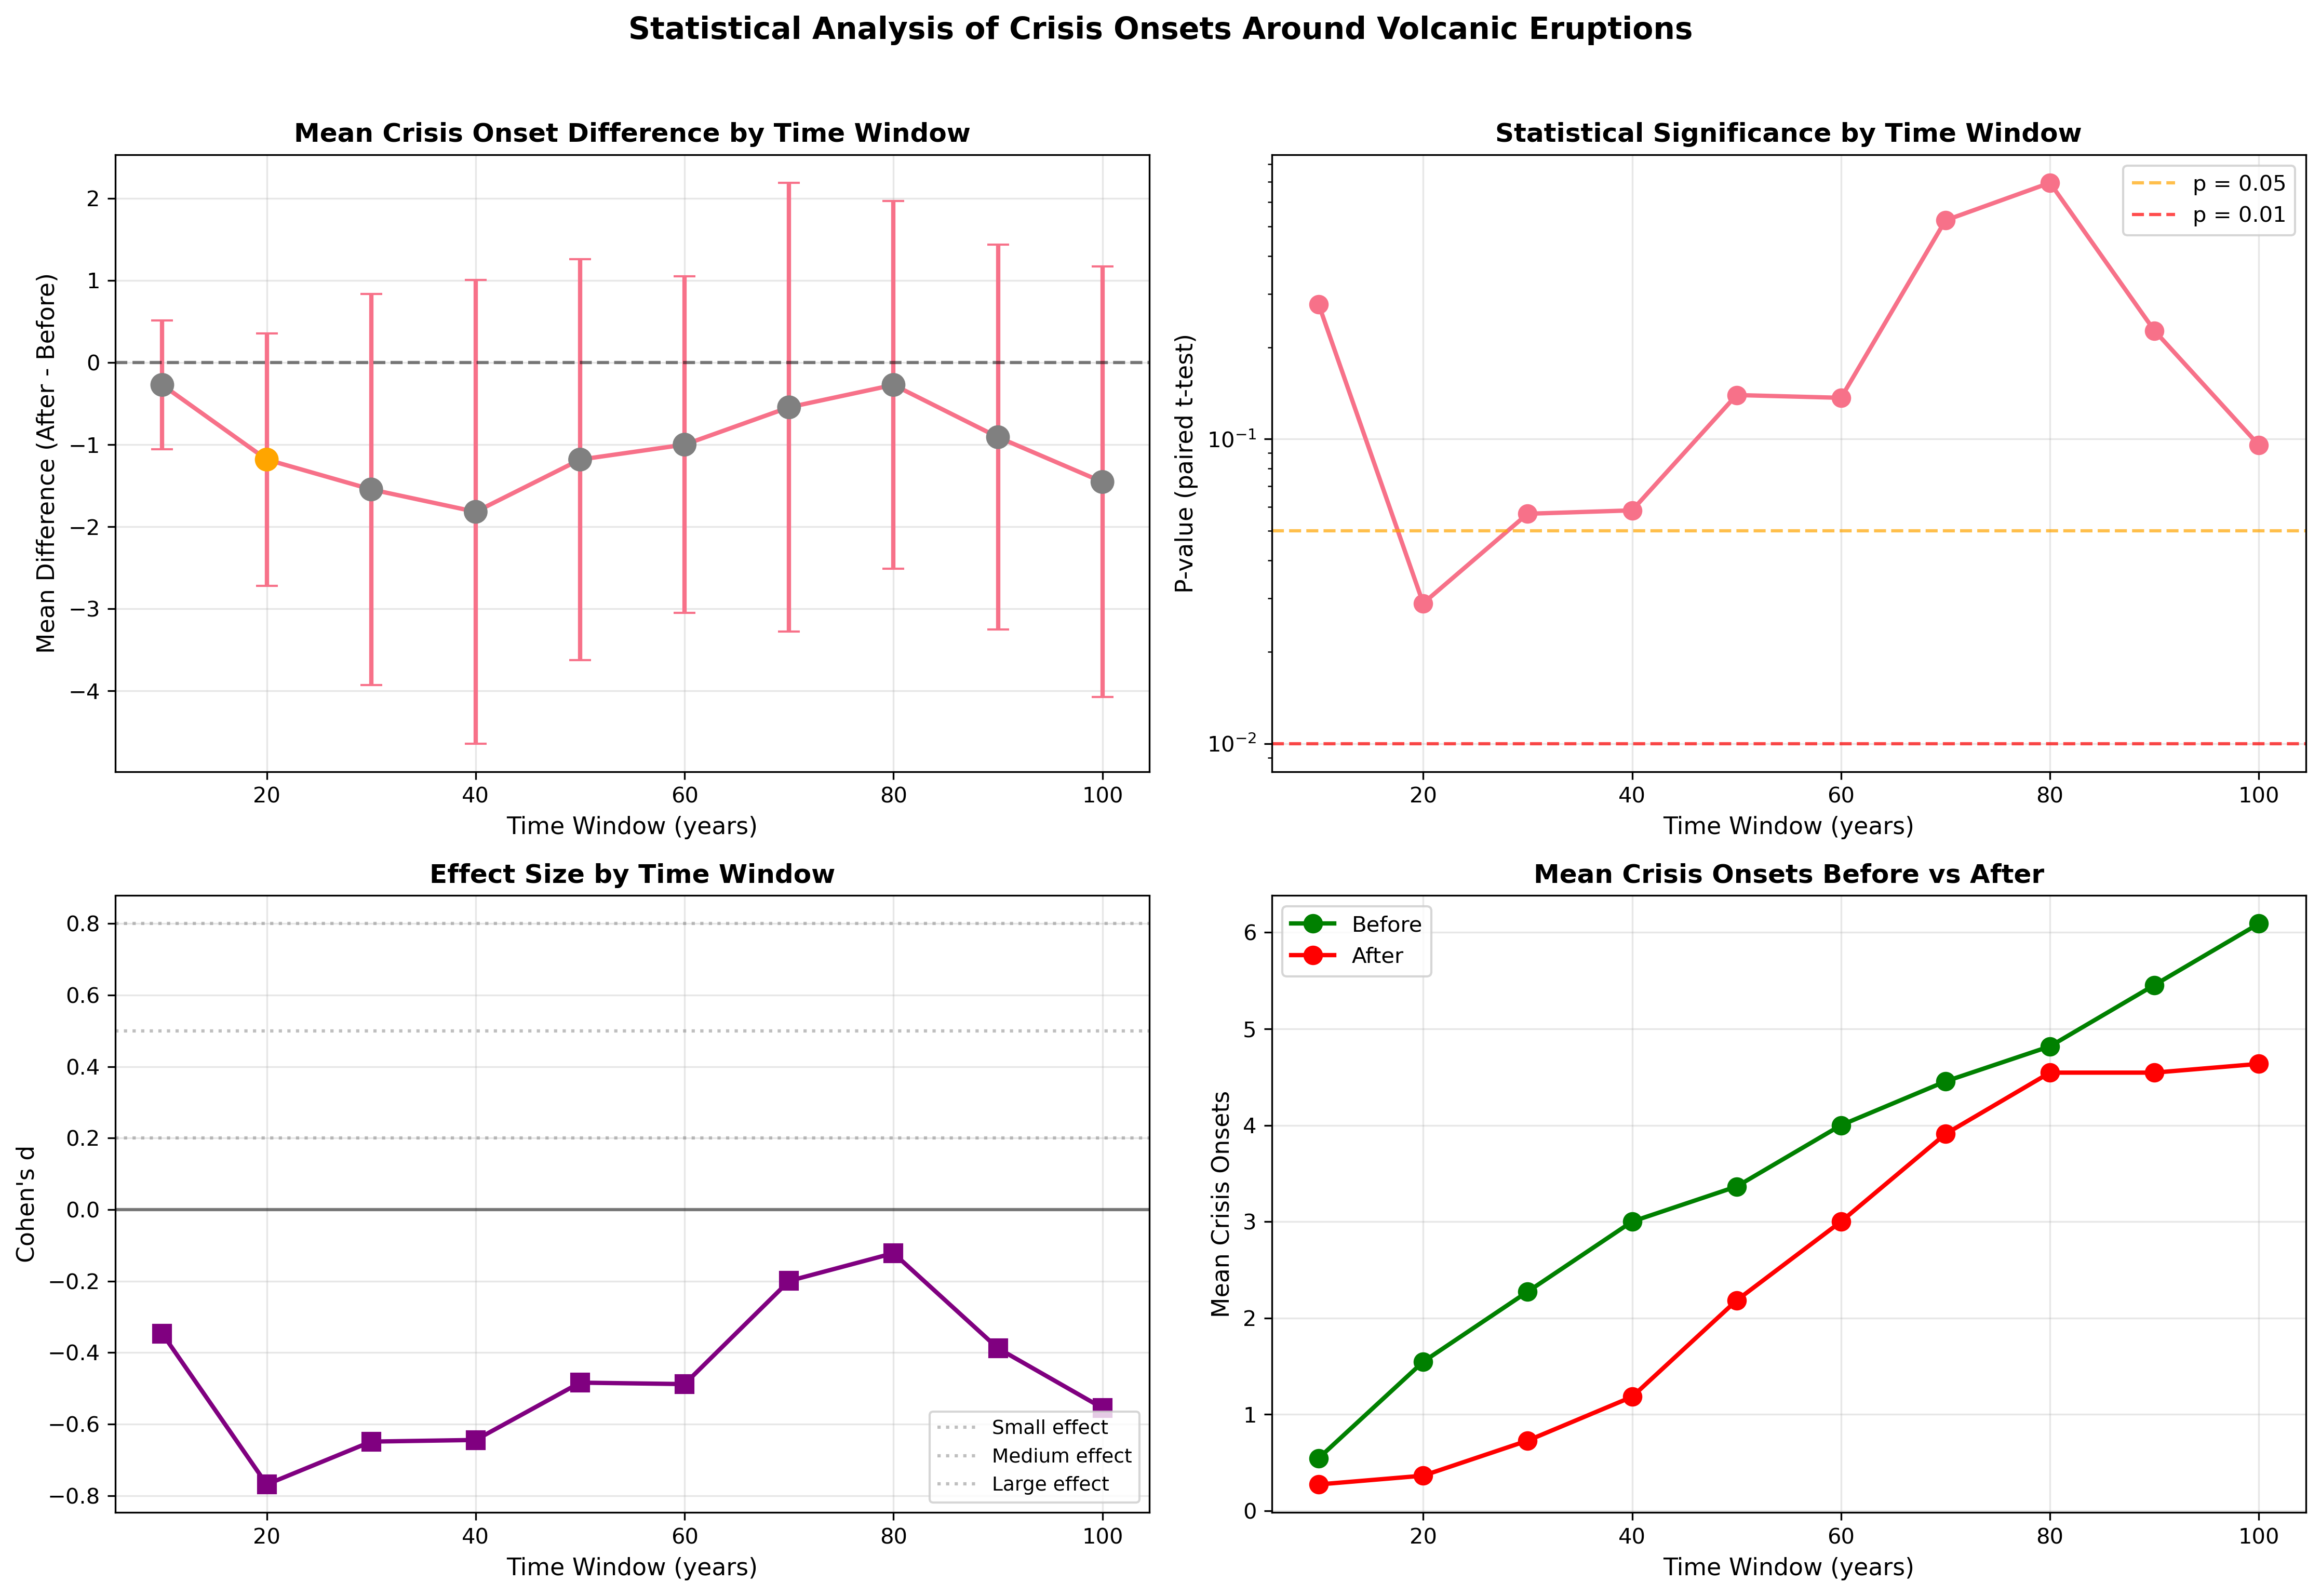 Statistical Analysis of Crisis Onsets Around Volcanic Eruptions
Mean Crisis Onset Difference by Time Window
Mean Difference (After - Before)
2
1
0
−1
−2
−3
−4
20
40
60
80
100
Time Window (years)
Statistical Significance by Time Window
P-value (paired t-test)
p = 0.05
p = 0.01
10⁻¹
10⁻²
20
40
60
80
100
Time Window (years)
Effect Size by Time Window
Cohen's d
0.8
0.6
0.4
0.2
0.0
−0.2
−0.4
−0.6
−0.8
Small effect
Medium effect
Large effect
20
40
60
80
100
Time Window (years)
Mean Crisis Onsets Before vs After
Mean Crisis Onsets
Before
After
6
5
4
3
2
1
0
20
40
60
80
100
Time Window (years)